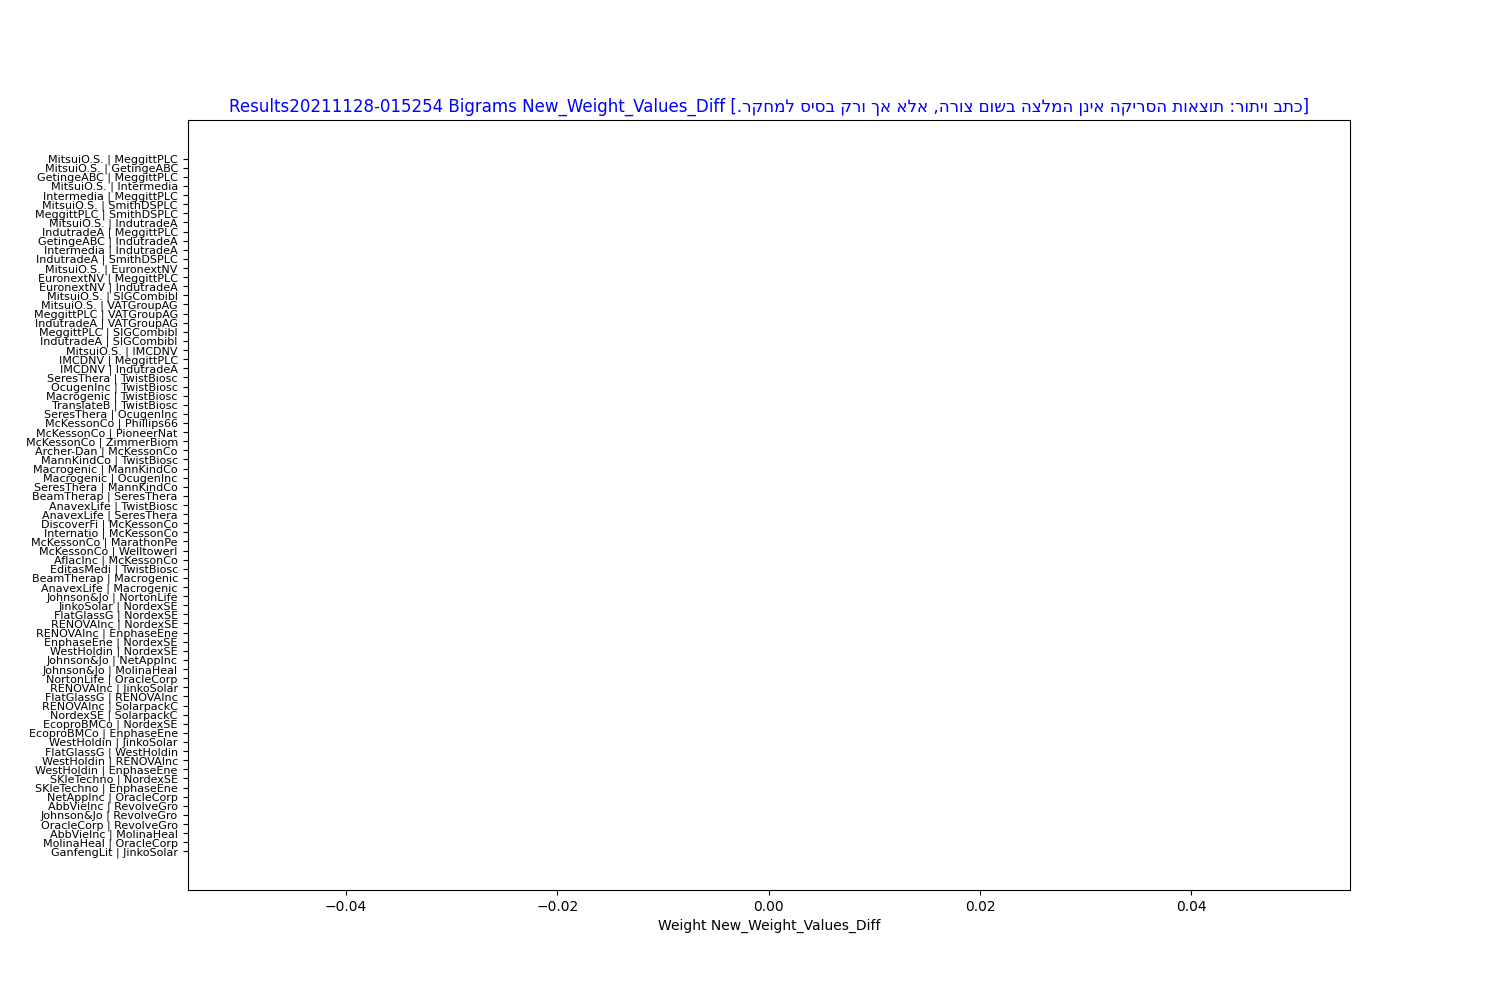 Results20211128-015254 Bigrams New_Weight_Values_Diff [כתב ויתור: תוצאות הסריקה אינן המלצה בשום צורה, אלא אך ורק בסיס למחקר.]
MitsuiO.S. | MeggittPLC
MitsuiO.S. | GetingeABC
GetingeABC | MeggittPLC
MitsuiO.S. | Intermedia
Intermedia | MeggittPLC
MitsuiO.S. | SmithDSPLC
MeggittPLC | SmithDSPLC
MitsuiO.S. | IndutradeA
IndutradeA | MeggittPLC
GetingeABC | IndutradeA
Intermedia | IndutradeA
IndutradeA | SmithDSPLC
MitsuiO.S. | EuronextNV
EuronextNV | MeggittPLC
EuronextNV | IndutradeA
MitsuiO.S. | SIGCombibl
MitsuiO.S. | VATGroupAG
MeggittPLC | VATGroupAG
IndutradeA | VATGroupAG
MeggittPLC | SIGCombibl
IndutradeA | SIGCombibl
MitsuiO.S. | IMCDNV
IMCDNV | MeggittPLC
IMCDNV | IndutradeA
SeresThera | TwistBiosc
OcugenInc | TwistBiosc
Macrogenic | TwistBiosc
TranslateB | TwistBiosc
SeresThera | OcugenInc
McKessonCo | Phillips66
McKessonCo | PioneerNat
McKessonCo | ZimmerBiom
Archer-Dan | McKessonCo
MannKindCo | TwistBiosc
Macrogenic | MannKindCo
Macrogenic | OcugenInc
SeresThera | MannKindCo
BeamTherap | SeresThera
AnavexLife | TwistBiosc
AnavexLife | SeresThera
DiscoverFi | McKessonCo
Internatio | McKessonCo
McKessonCo | MarathonPe
McKessonCo | WelltowerI
AflacInc | McKessonCo
EditasMedi | TwistBiosc
BeamTherap | Macrogenic
AnavexLife | Macrogenic
Johnson&Jo | NortonLife
JinkoSolar | NordexSE
FlatGlassG | NordexSE
RENOVAInc | NordexSE
RENOVAInc | EnphaseEne
EnphaseEne | NordexSE
WestHoldin | NordexSE
Johnson&Jo | NetAppInc
Johnson&Jo | MolinaHeal
NortonLife | OracleCorp
RENOVAInc | JinkoSolar
FlatGlassG | RENOVAInc
RENOVAInc | SolarpackC
NordexSE | SolarpackC
EcoproBMCo | NordexSE
EcoproBMCo | EnphaseEne
WestHoldin | JinkoSolar
FlatGlassG | WestHoldin
WestHoldin | RENOVAInc
WestHoldin | EnphaseEne
SKIeTechno | NordexSE
SKIeTechno | EnphaseEne
NetAppInc | OracleCorp
AbbVieInc | RevolveGro
Johnson&Jo | RevolveGro
OracleCorp | RevolveGro
AbbVieInc | MolinaHeal
MolinaHeal | OracleCorp
GanfengLit | JinkoSolar
−0.04 −0.02 0.00 0.02 0.04
Weight New_Weight_Values_Diff